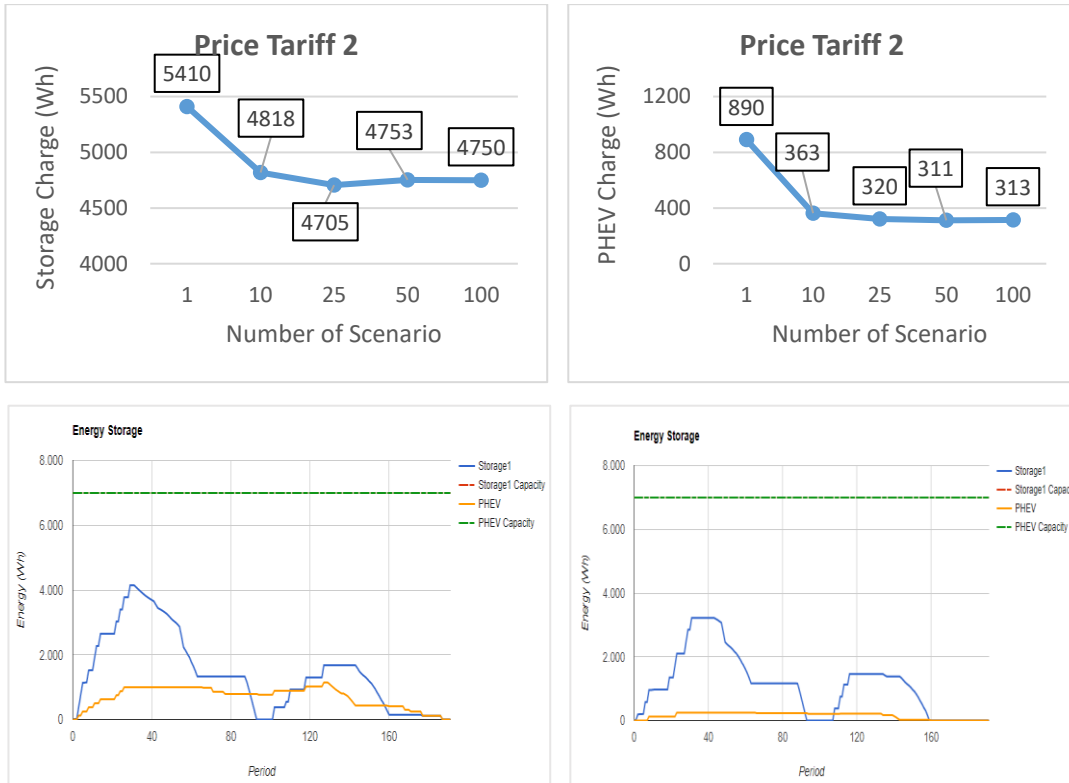 Price Tariff 2
5410
4818
4705
4753
4750
5500
5000
4500
4000
Storage Charge (Wh)
1 10 25 50 100
Number of Scenario
Price Tariff 2
890
363
320
311
313
1200
800
400
0
PHEV Charge (Wh)
1 10 25 50 100
Number of Scenario
Energy Storage
8.000
6.000
4.000
2.000
0
Energy (Wh)
0 40 80 120 160
Period
Storage1
Storage1 Capacity
PHEV
PHEV Capacity
Energy Storage
8.000
6.000
4.000
2.000
0
Energy (Wh)
0 40 80 120 160
Period
Storage1
Storage1 Capac
PHEV
PHEV Capacity